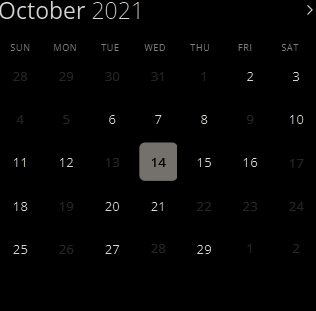 October 2021
SUN MON TUE WED THU FRI SAT
28 29 30 31 1 2 3
4 5 6 7 8 9 10
11 12 13 14 15 16 17
18 19 20 21 22 23 24
25 26 27 28 29 1 2